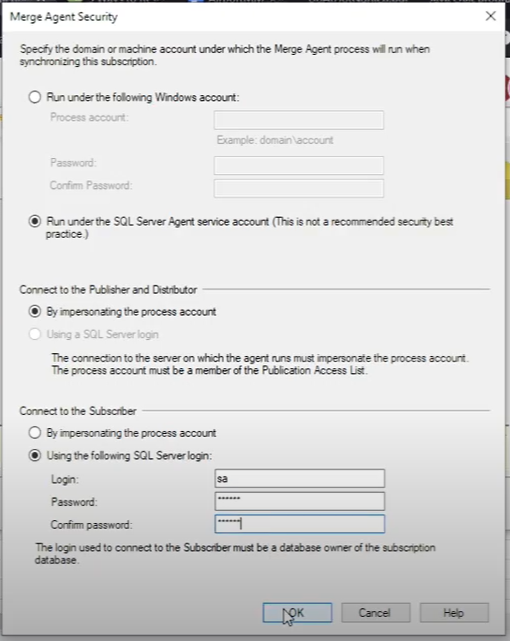 Merge Agent Security
Specify the domain or machine account under which the Merge Agent process will run when
synchronizing this subscription.
Run under the following Windows account:
Process account:
Example: domain\account
Password:
Confirm Password:
Run under the SQL Server Agent service account (This is not a recommended security best
practice.)
Connect to the Publisher and Distributor
By impersonating the process account
Using a SQL Server login
The connection to the server on which the agent runs must impersonate the process account.
The process account must be a member of the Publication Access List.
Connect to the Subscriber
By impersonating the process account
Using the following SQL Server login:
Login: sa
Password: ******
Confirm password: ******
The login used to connect to the Subscriber must be a database owner of the subscription
database.
OK Cancel Help